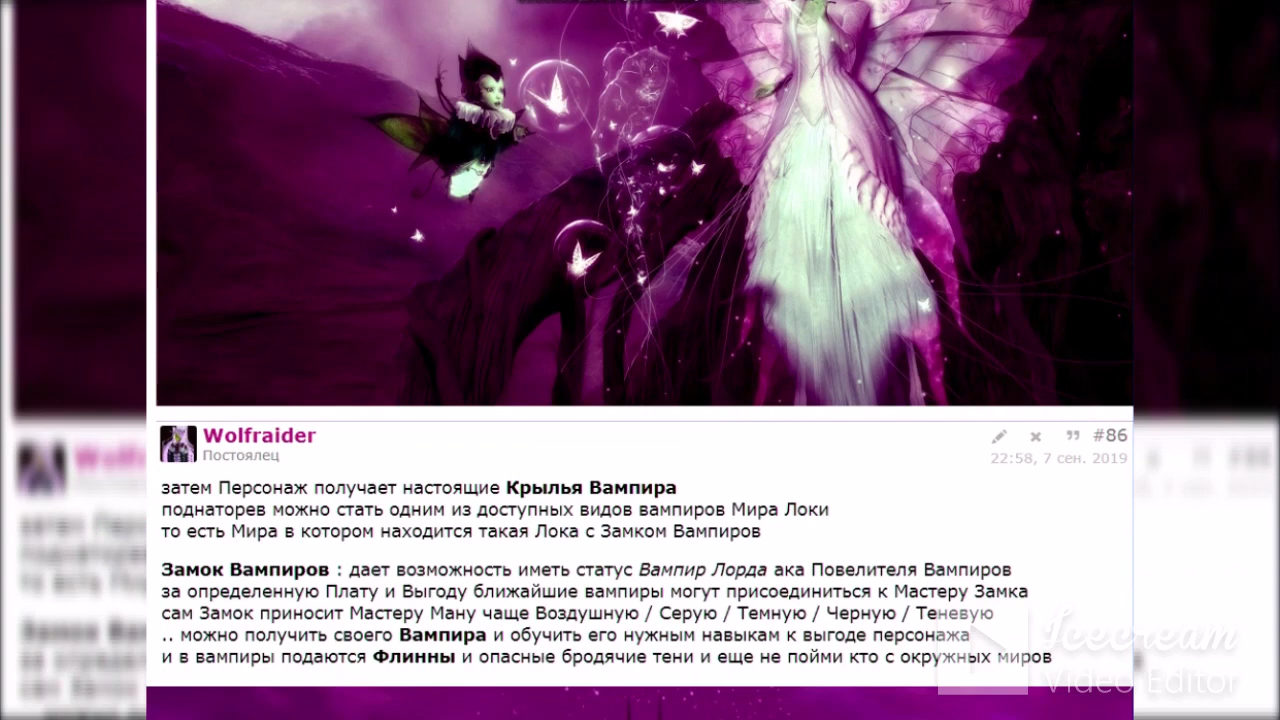 Wolfraider
#86
Постоялец
22:58, 7 сен. 2019
затем Персонаж получает настоящие Крылья Вампира
поднаторев можно стать одним из доступных видов вампиров Мира Локи
то есть Мира в котором находится такая Лока с Замком Вампиров
Замок Вампиров : дает возможность иметь статус Вампир Лорда ака Повелителя Вампиров
за определенную Плату и Выгоду ближайшие вампиры могут присоединиться к Мастеру Замка
сам Замок приносит Мастеру Ману чаще Воздушную / Серую / Темную / Черную / Теневую
.. можно получить своего Вампира и обучить его нужным навыкам к выгоде персонажа
и в вампиры подаются Флинны и опасные бродячие тени и еще не пойми кто с окружных миров
Icecream
Video Editor